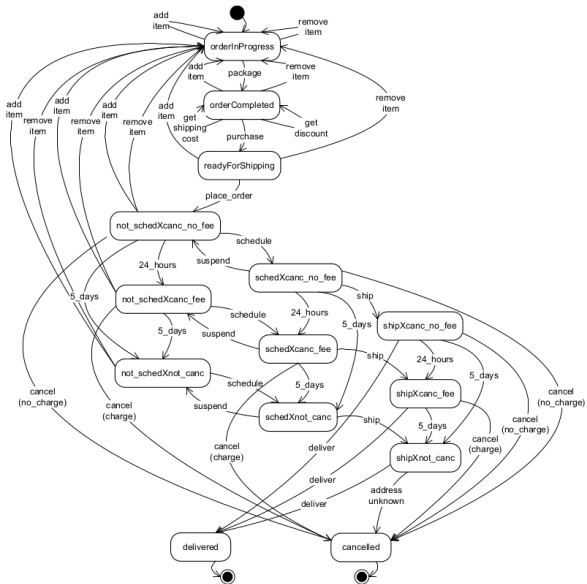 add
item
remove
item
orderInProgress
add
item
package
remove
item
orderCompleted
get
shipping
cost
get
discount
add
item
remove
item
add
item
remove
item
add
item
remove
item
purchase
remove
item
readyForShipping
place_order
not_schedXcanc_no_fee
schedule
suspend
24_hours
schedXcanc_no_fee
5_days
not_schedXcanc_fee
schedule
24_hours
ship
5_days
shipXcanc_no_fee
5_days
suspend
schedXcanc_fee
24_hours
ship
not_schedXnot_canc
schedule
5_days
5_days
shipXcanc_fee
cancel
(no_charge)
cancel
(charge)
suspend
schedXnot_canc
ship
5_days
cancel
(charge)
cancel
(no_charge)
cancel
(no_charge)
cancel
(charge)
shipXnot_canc
deliver
deliver
deliver
address
unknown
delivered
cancelled